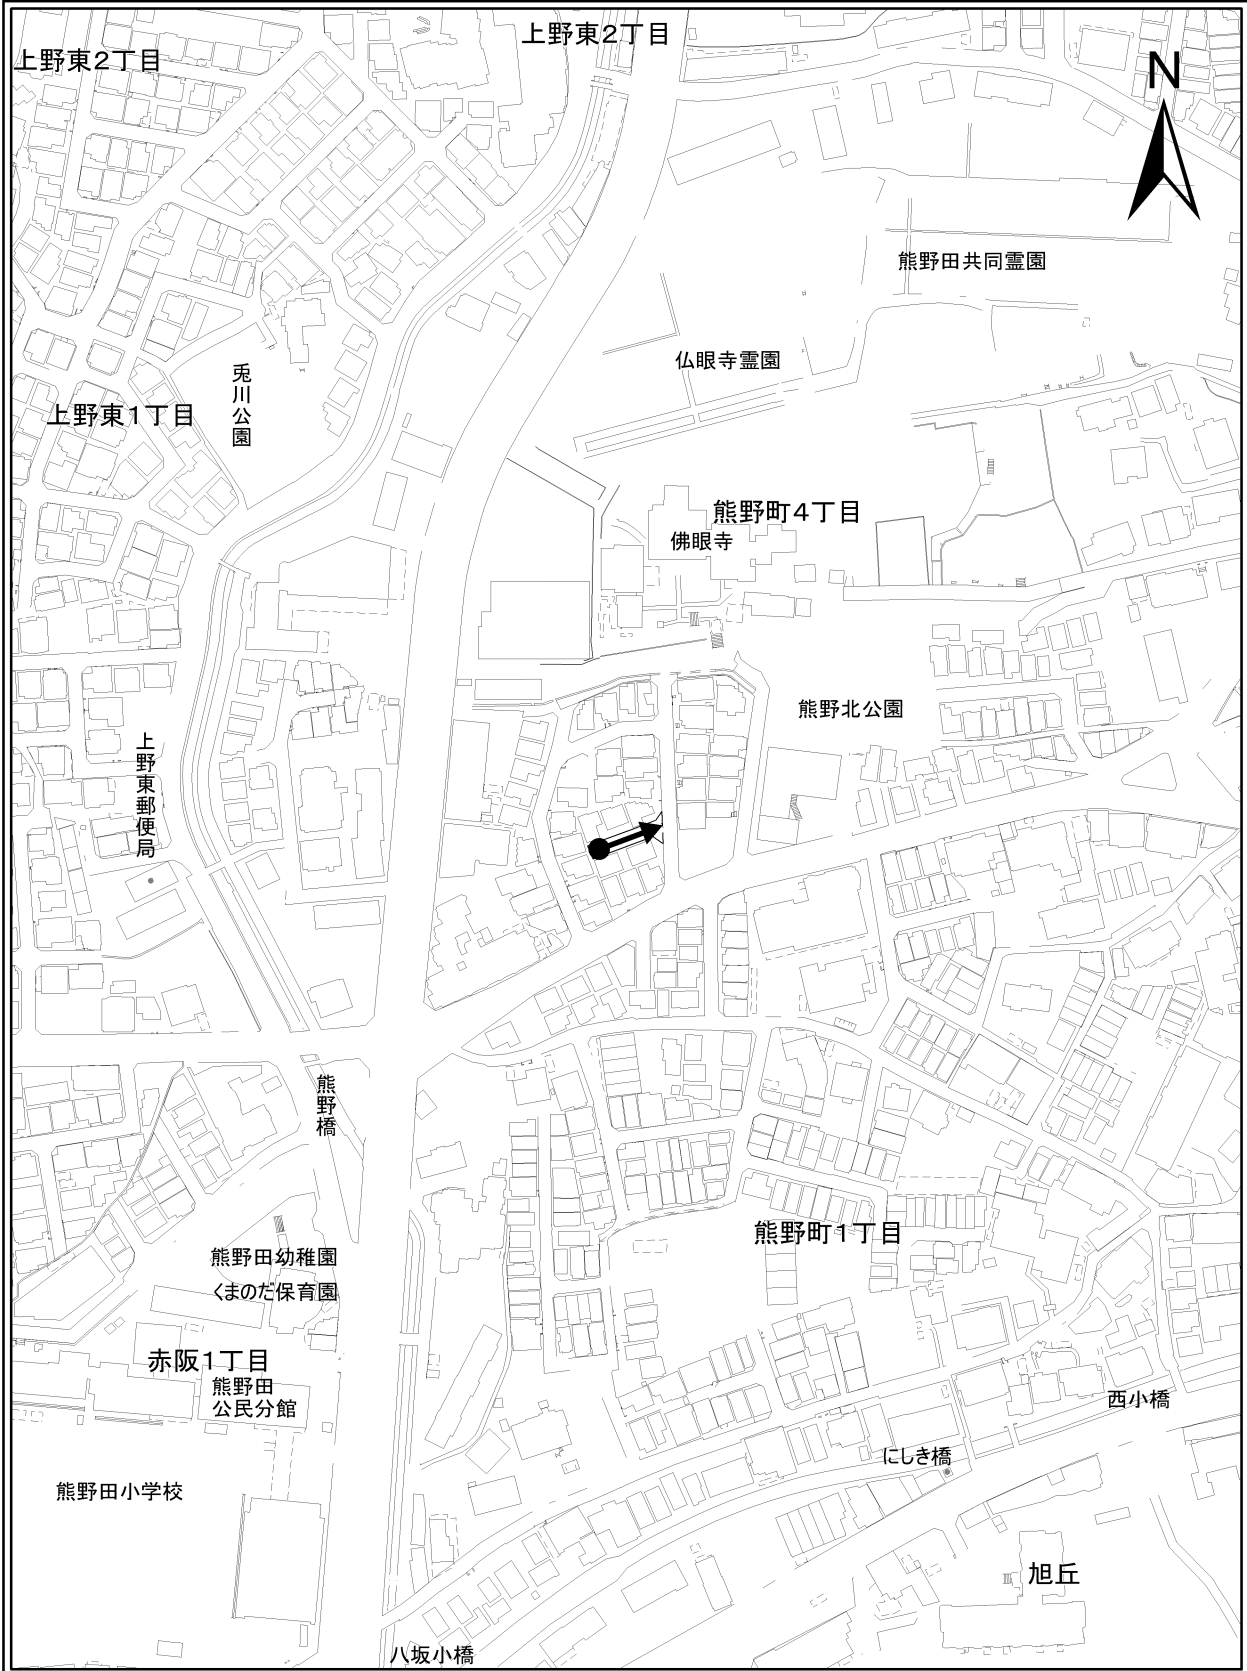 上野東2丁目
上野東2丁目
N
熊野田共同霊園
仏眼寺霊園
兎川公園
上野東1丁目
熊野町4丁目
佛眼寺
熊野北公園
上野東郵便局
熊野橋
熊野町1丁目
熊野田幼稚園
くまのだ保育園
赤阪1丁目
熊野田
公民分館
西小橋
にしき橋
熊野田小学校
旭丘
八坂小橋